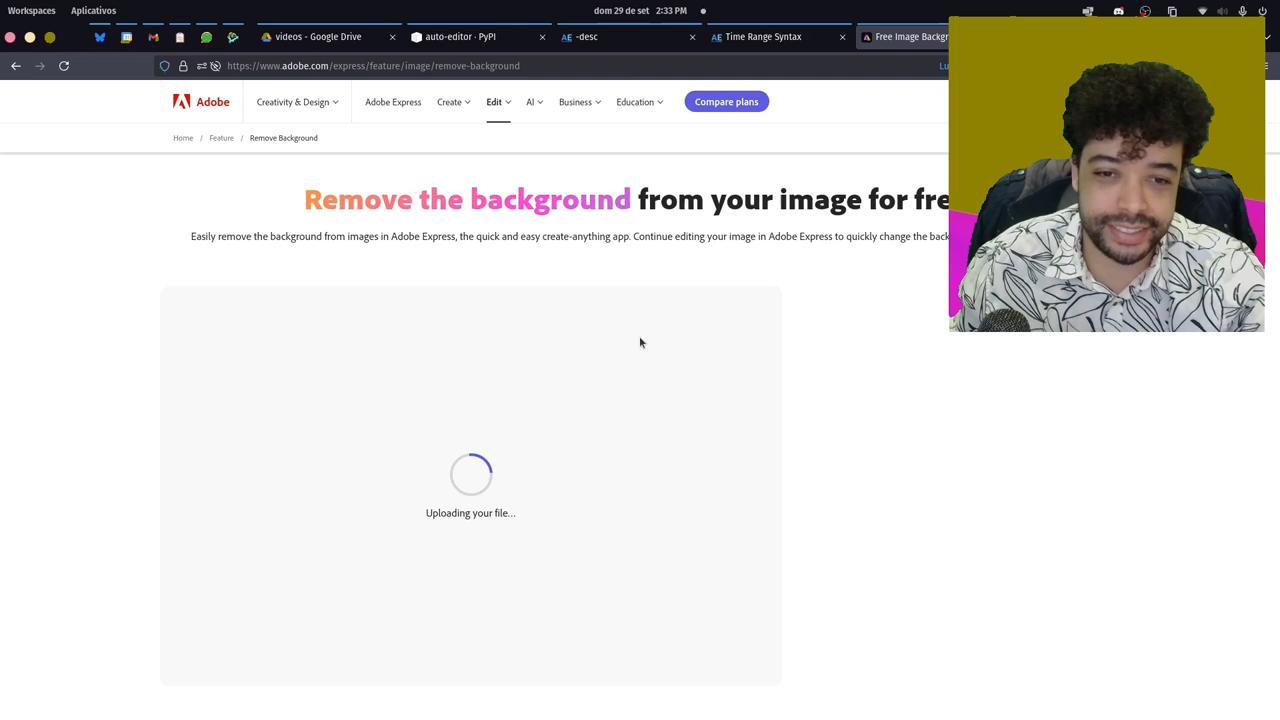 Workspaces Aplicativos dom 29 de set 2:33 PM
videos - Google Drive auto-editor · PyPI AE -desc AE Time Range Syntax Free Image Backg
https://www.adobe.com/express/feature/image/remove-background Lu
Adobe Creativity & Design Adobe Express Create Edit AI Business Education Compare plans
Home / Feature / Remove Background
Remove the background from your image for fre
Easily remove the background from images in Adobe Express, the quick and easy create-anything app. Continue editing your image in Adobe Express to quickly change the back
Uploading your file...